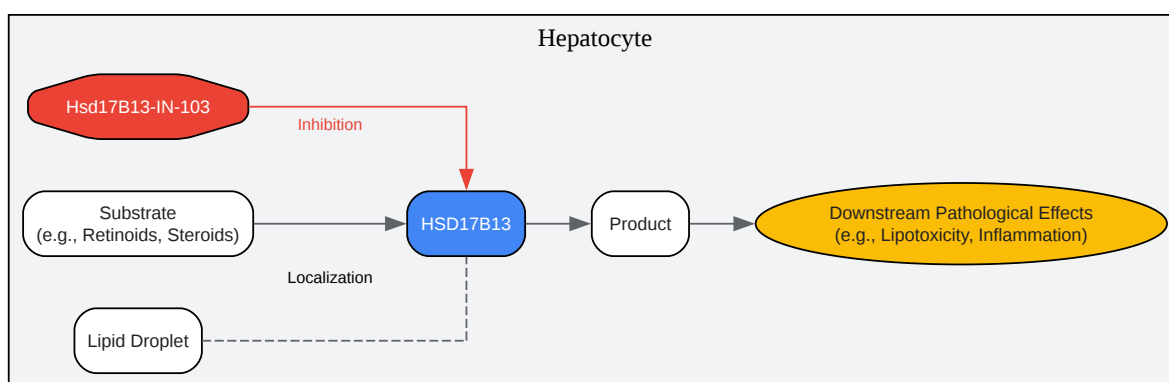 Hepatocyte
Hsd17B13-IN-103
Inhibition
Substrate
(e.g., Retinoids, Steroids)
HSD17B13
Product
Downstream Pathological Effects
(e.g., Lipotoxicity, Inflammation)
Localization
Lipid Droplet